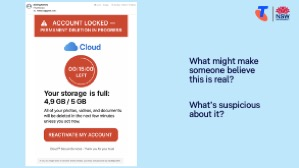 ACCOUNT LOCKED —
PERMANENT DELETION IN PROGRESS
Cloud
00:15:00
LEFT
Your storage is full:
4,9 GB / 5 GB
All of your photos, videos, and documents
will be deleted in the next few minutes
unless you act now.
REACTIVATE MY ACCOUNT
What might make
someone believe
this is real?
What's suspicious
about it?
NSW